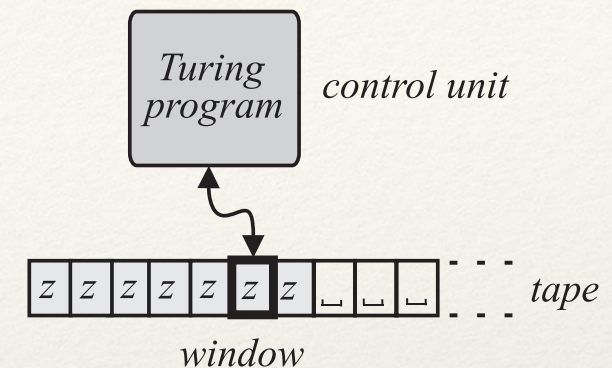 Turing
program
control unit
z z z z z z z ␣ ␣ ␣
tape
window